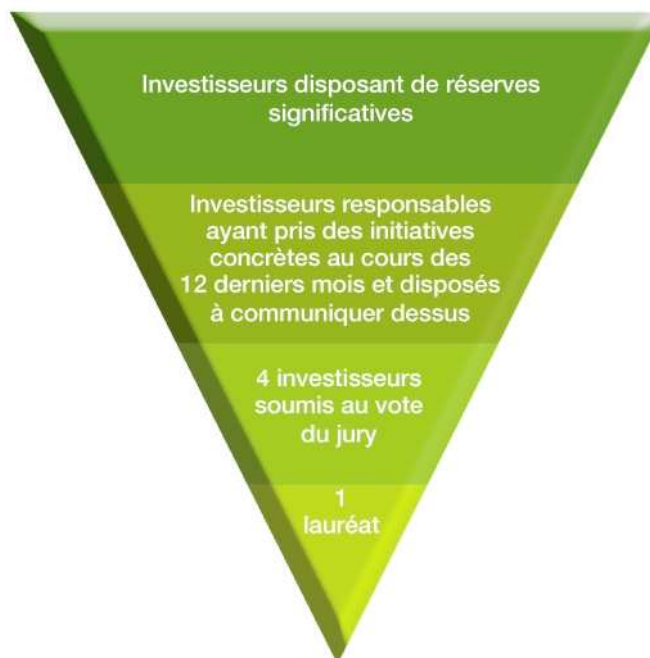 Investisseurs disposant de réserves
significatives
Investisseurs responsables
ayant pris des initiatives
concrètes au cours des
12 derniers mois et disposés
à communiquer dessus
4 investisseurs
soumis au vote
du jury
1
lauréat